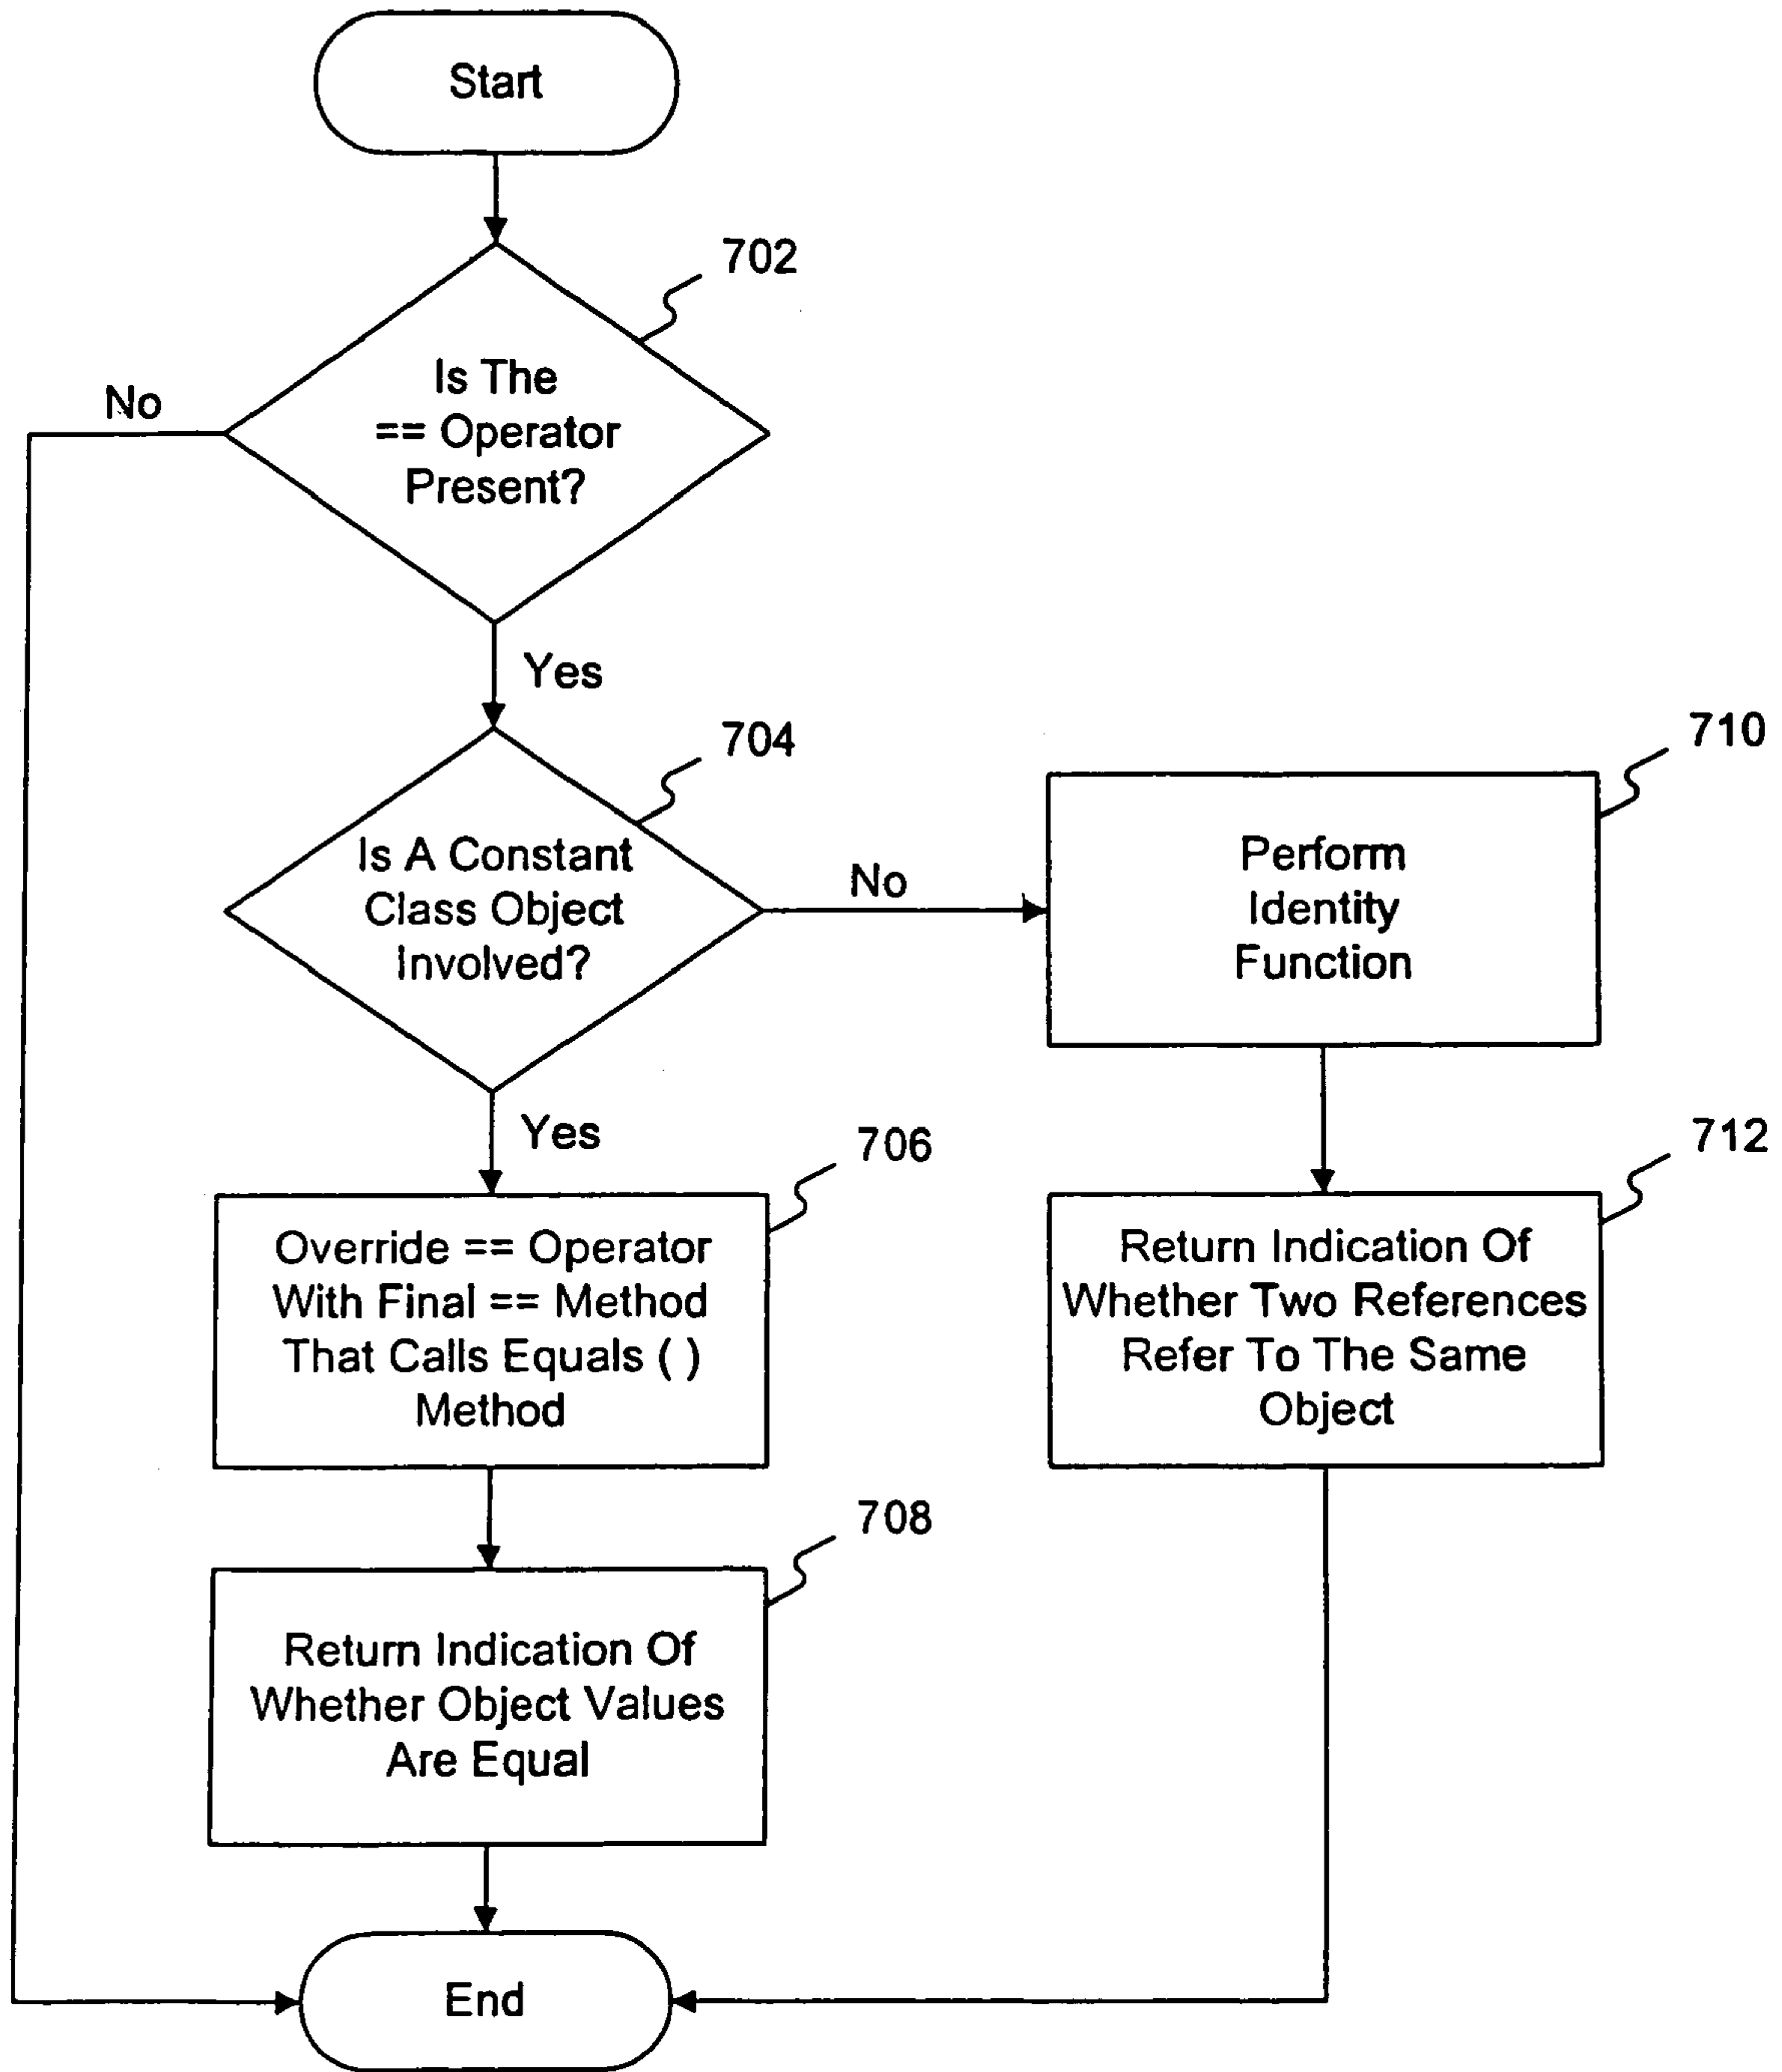 Start
702
Is The
== Operator
Present?
No
Yes
704
Is A Constant
Class Object
Involved?
No
710
Perform
Identity
Function
Yes
706
Override == Operator
With Final == Method
That Calls Equals ( )
Method
712
Return Indication Of
Whether Two References
Refer To The Same
Object
708
Return Indication Of
Whether Object Values
Are Equal
End